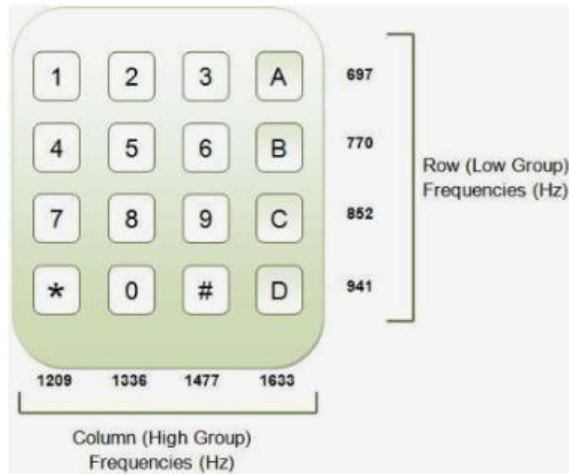 1 2 3 A 697
4 5 6 B 770
Row (Low Group)
Frequencies (Hz)
7 8 9 C 852
* 0 # D 941
1209 1336 1477 1633
Column (High Group)
Frequencies (Hz)